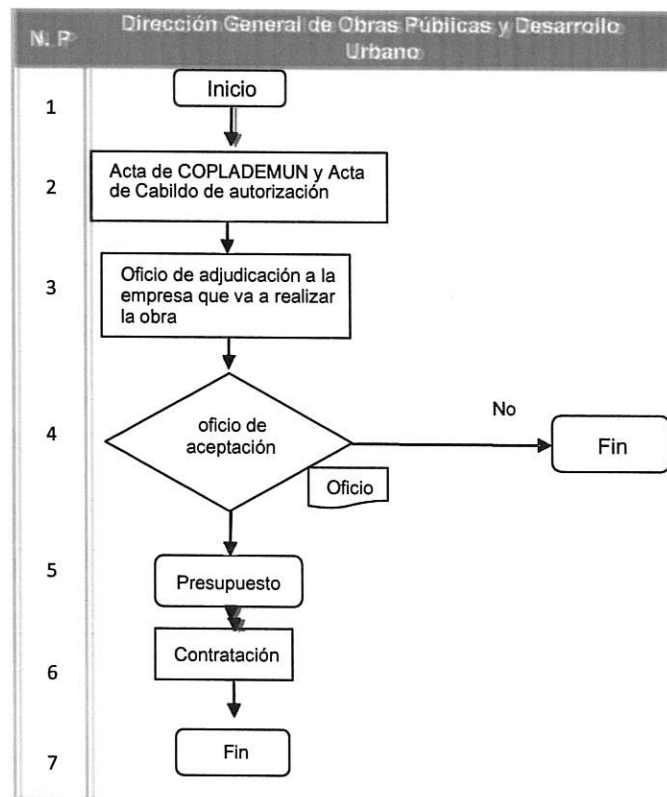 N. P
Dirección General de Obras Públicas y Desarrollo
Urbano
1
Inicio
2
Acta de COPLADEMUN y Acta
de Cabildo de autorización
3
Oficio de adjudicación a la
empresa que va a realizar
la obra
4
oficio de
aceptación
No
Fin
Oficio
5
Presupuesto
6
Contratación
7
Fin